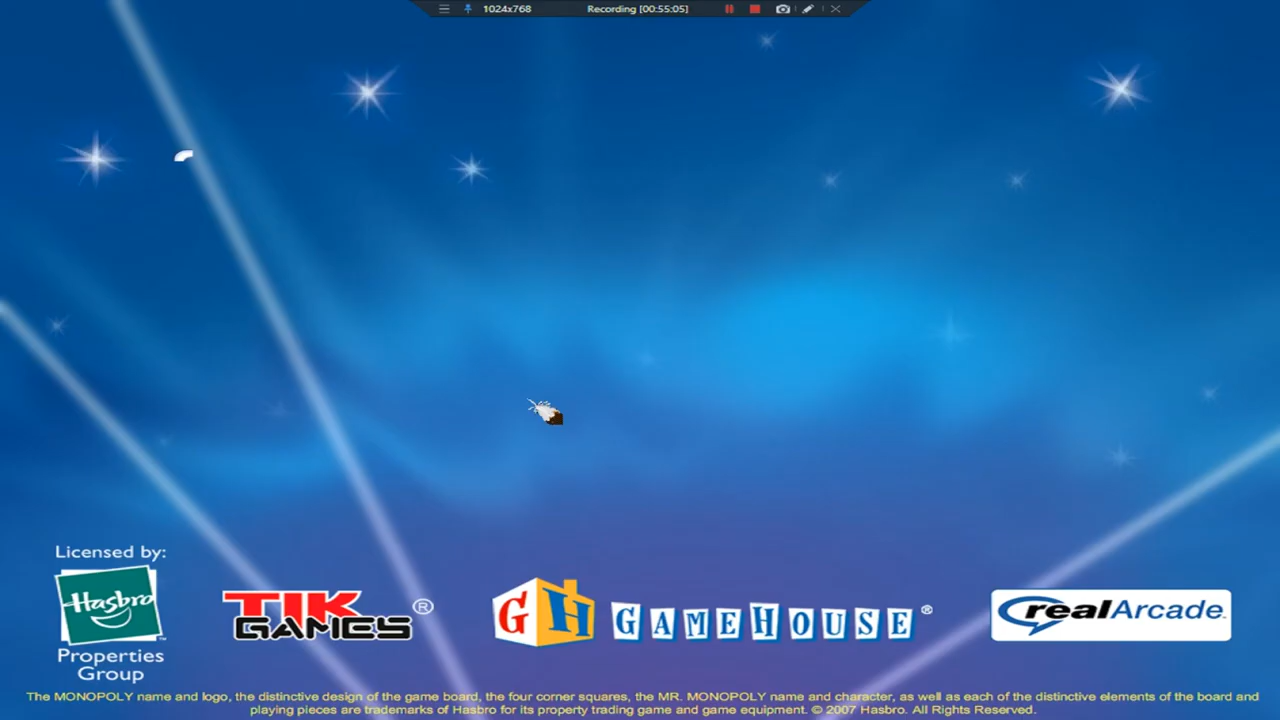 1024x768 Recording [00:55:05]
Licensed by:
Hasbro
Properties
Group
TIK
GAMES ®
GH GAMEHOUSE®
realArcade™
The MONOPOLY name and logo, the distinctive design of the game board, the four corner squares, the MR. MONOPOLY name and character, as well as each of the distinctive elements of the board and
playing pieces are trademarks of Hasbro for its property trading game and game equipment. © 2007 Hasbro. All Rights Reserved.